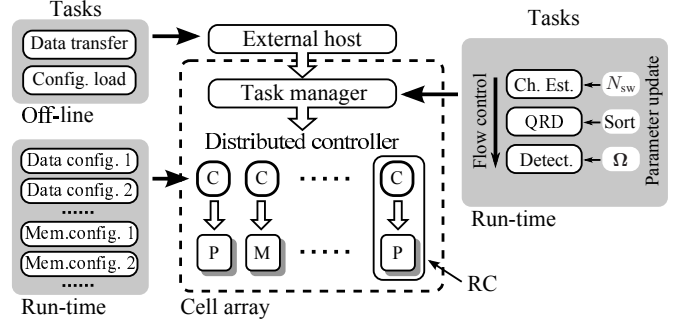 Tasks
Data transfer
Config. load
Off-line
Data config. 1
Data config. 2
......
Mem.config. 1
Mem.config. 2
......
Run-time
External host
Task manager
Distributed controller
C
C
......
C
P
M
......
P
Cell array
RC
Tasks
Flow control
Ch. Est.
N_sw
QRD
Sort
Detect.
Ω
Parameter update
Run-time